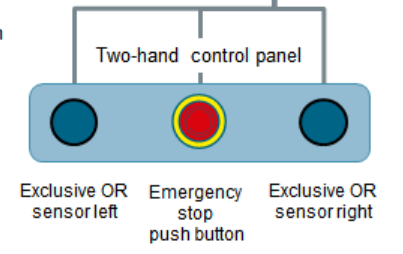 n
Two-hand control panel
Exclusive OR Emergency Exclusive OR
sensor left stop sensor right
push button